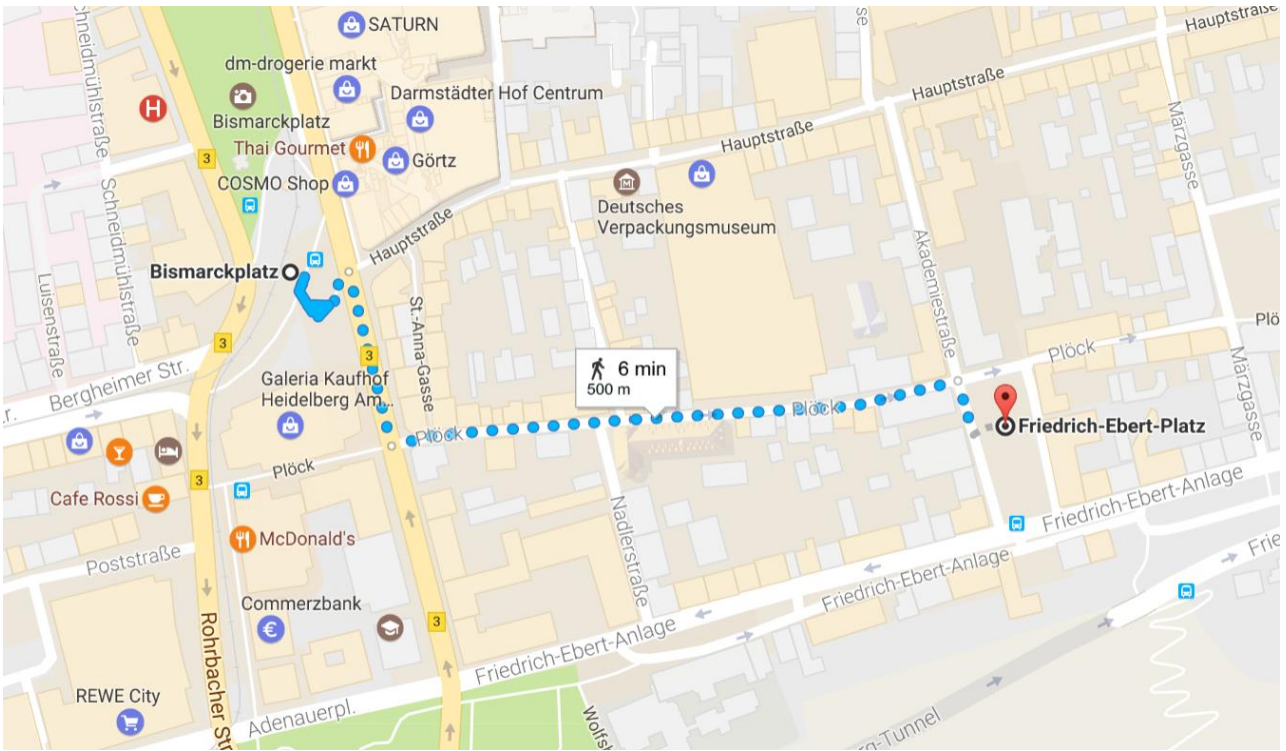 Schneidmühlstraße
SATURN
Hauptstraße
dm-drogerie markt
Darmstädter Hof Centrum
Hauptstraße
H
Bismarckplatz
Thai Gourmet
Görtz
3
COSMO Shop
Hauptstraße
Märzgasse
Schneidmühlstraße
Deutsches
Verpackungsmuseum
Hauptstraße
Luisenstraße
Bismarckplatz
St.-Anna-Gasse
Akademiestraße
3
3
6 min
500 m
Plöck
Bergheimer Str.
Galeria Kaufhof
Heidelberg Am...
Plöck
Plöck
Märzgasse
Friedrich-Ebert-Platz
Plöck
Plöck
3
Cafe Rossi
McDonald's
Nadlerstraße
Friedrich-Ebert-Anlage
Poststraße
Friedrich-Ebert-Anlage
Commerzbank
€
3
Friedrich-Ebert-Anlage
Rohrbacher Str
REWE City
Adenauerpl.